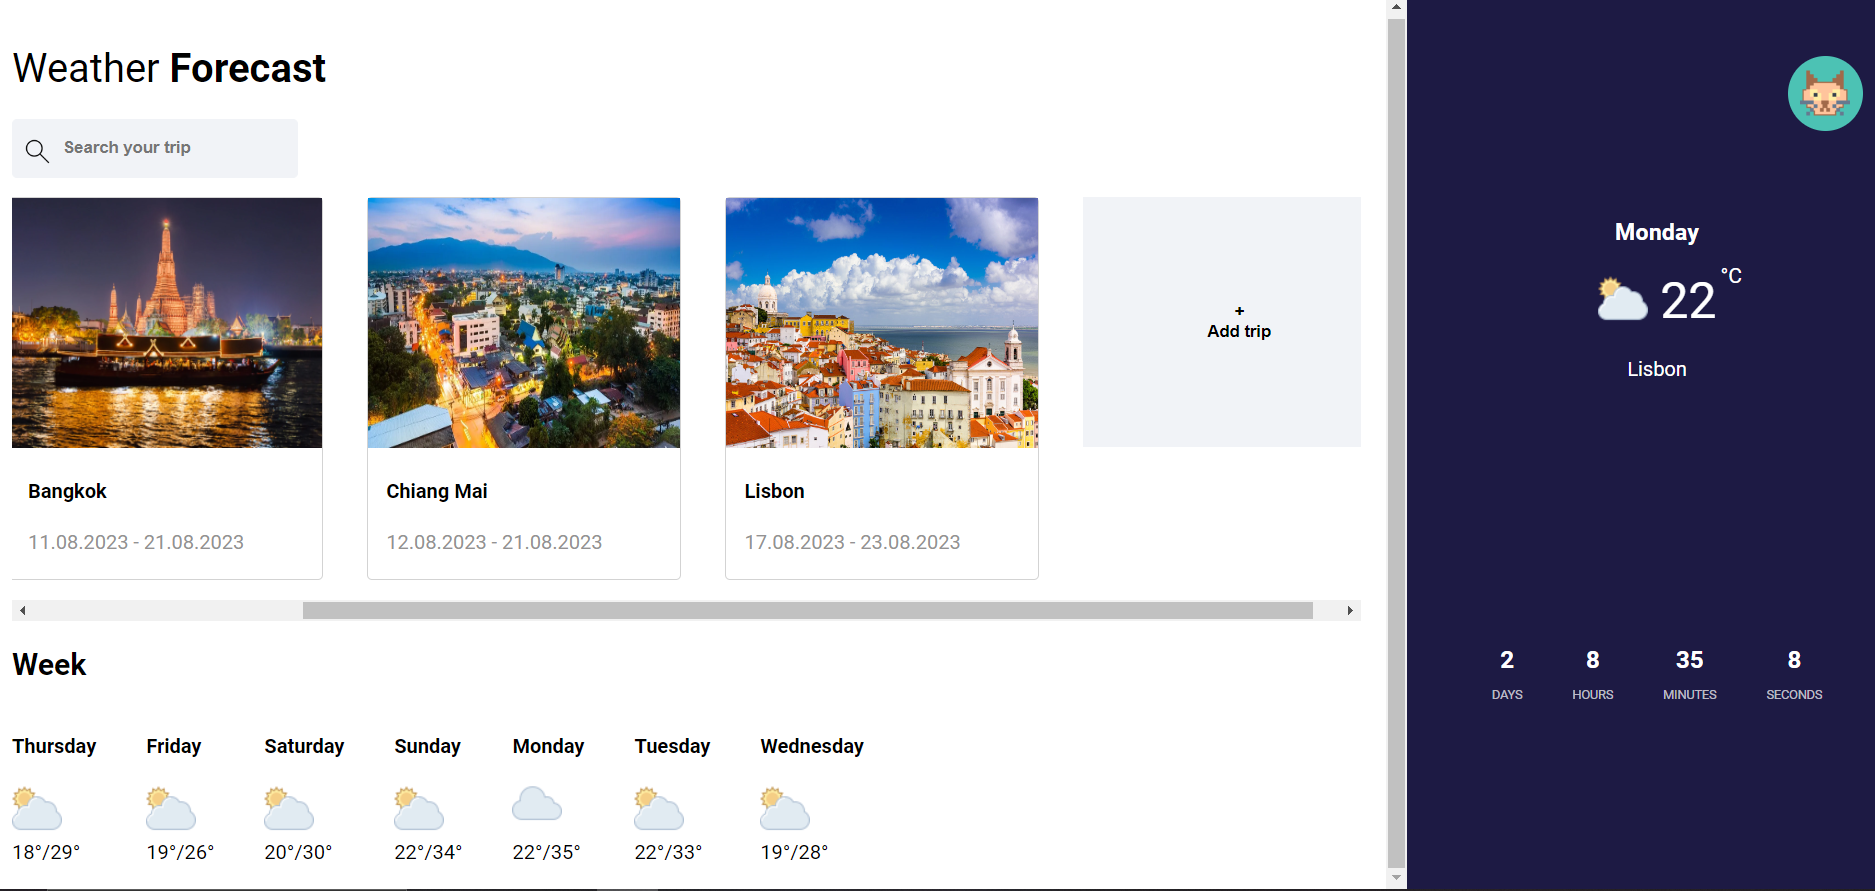 Weather Forecast
Search your trip
Bangkok
11.08.2023 - 21.08.2023
Chiang Mai
12.08.2023 - 21.08.2023
Lisbon
17.08.2023 - 23.08.2023
+
Add trip
Week
Thursday
18°/29°
Friday
19°/26°
Saturday
20°/30°
Sunday
22°/34°
Monday
22°/35°
Tuesday
22°/33°
Wednesday
19°/28°
Monday
22 °C
Lisbon
2
DAYS
8
HOURS
35
MINUTES
8
SECONDS